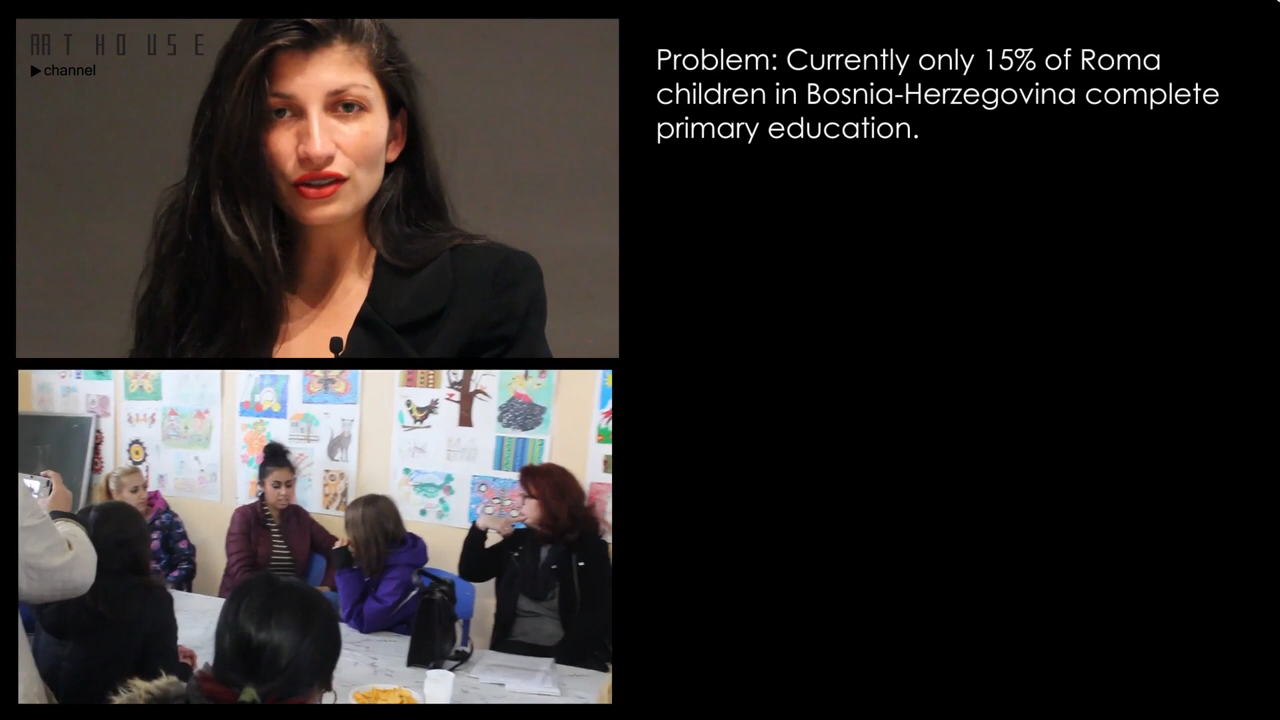 ART HOUSE
channel
Problem: Currently only 15% of Roma
children in Bosnia-Herzegovina complete
primary education.